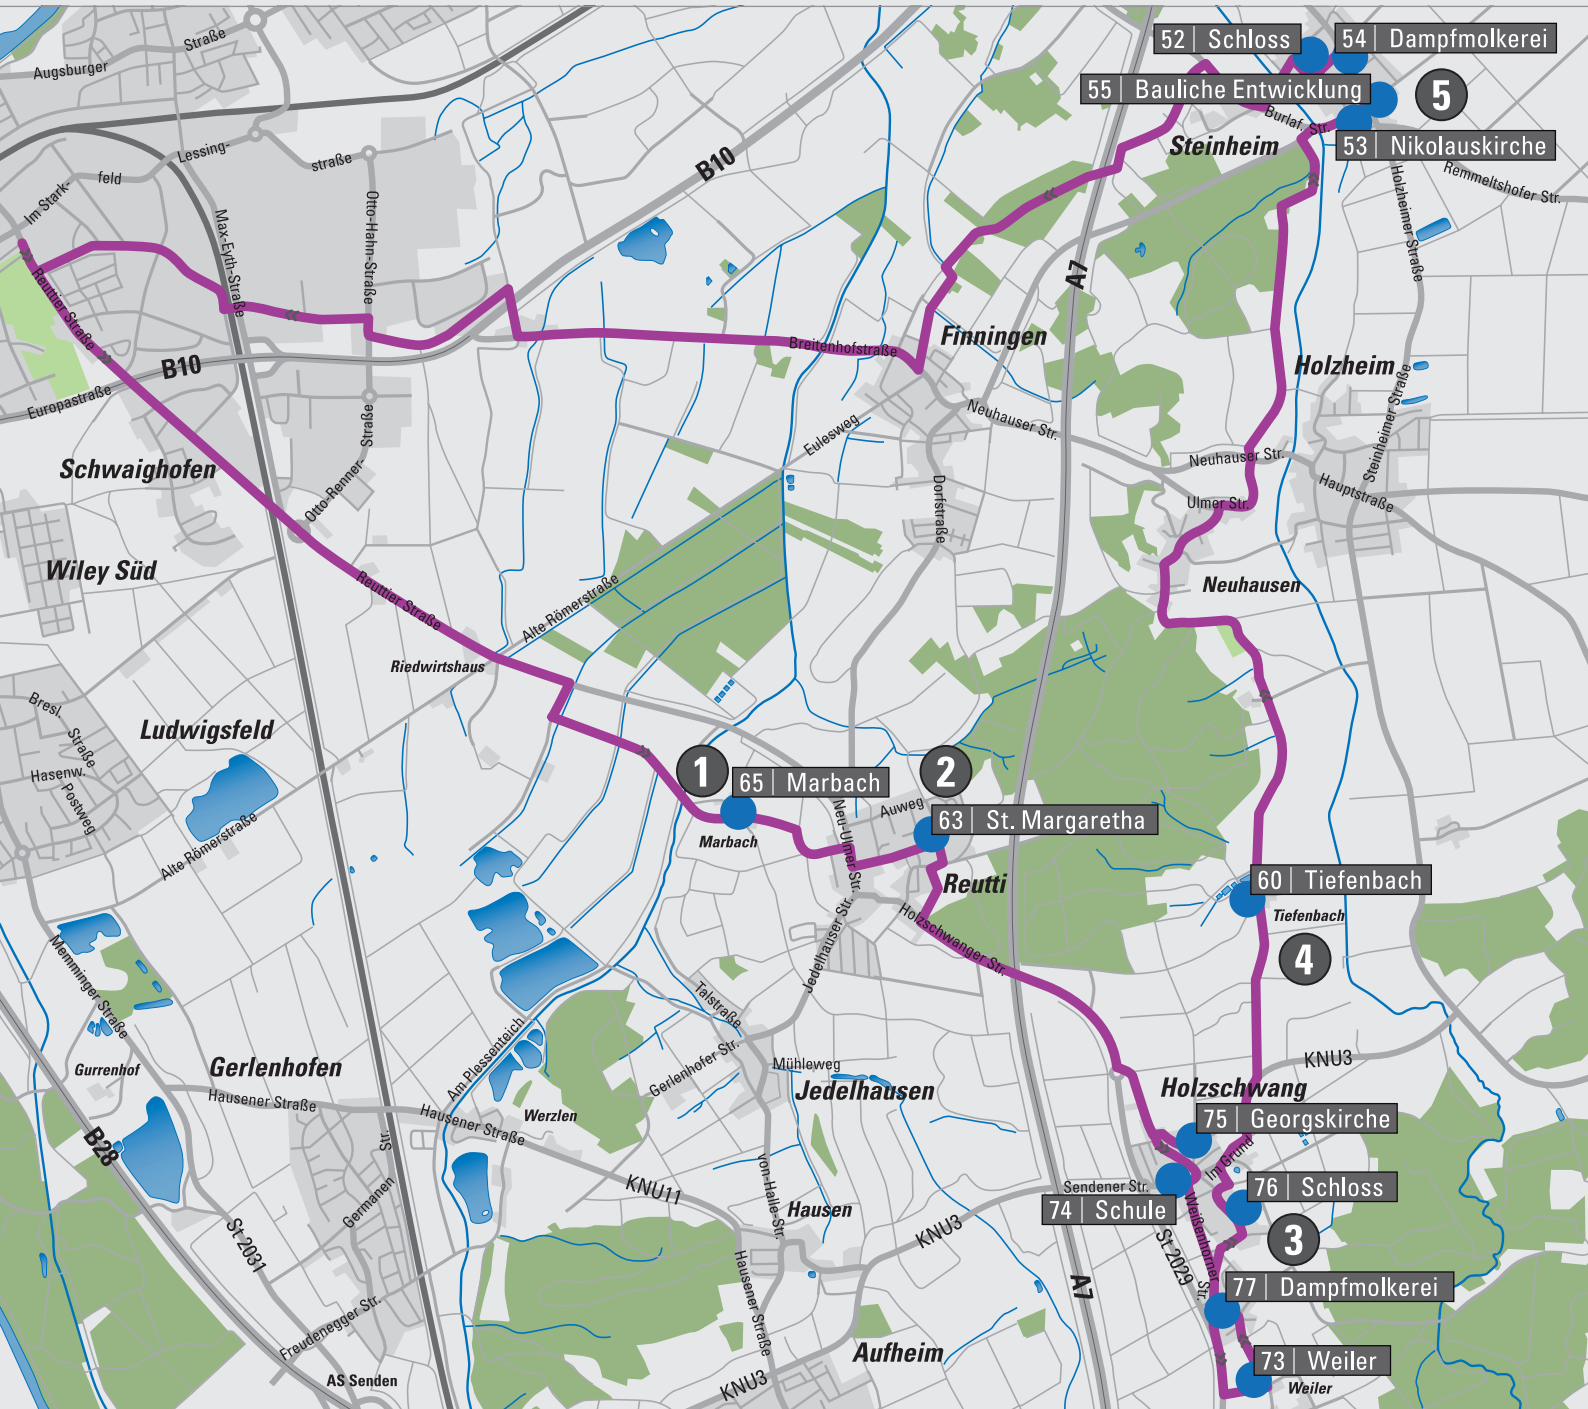 52 | Schloss
54 | Dampfmolkerei
55 | Bauliche Entwicklung
5
Burlaf. Str.
53 | Nikolauskirche
Steinheim
Remmeltshofer Str.
Holzheimer Straße
Straße
Augsburger
Lessing-
straße
Im Stark-
feld
Max-Eyth-Straße
Otto-Hahn-Straße
B10
A7
Reuttier Straße
B10
Europastraße
Breitenhofstraße
Finningen
Holzheim
Steinheimer Straße
Neuhauser Str.
Neuhauser Str.
Hauptstraße
Ulmer Str.
Eulesweg
Dorfstraße
Otto-Renner-
Straße
Schwaighofen
Wiley Süd
Neuhausen
Reuttier Straße
Alte Römerstraße
Riedwirtshaus
Bresl.
Straße
Hasenw.
Postweg
Ludwigsfeld
Alte Römerstraße
1
65 | Marbach
Marbach
2
Auweg
63 | St. Margaretha
Neu-Ulmer Str.
Reutti
Holzschwanger Str.
Jedelhauser Str.
60 | Tiefenbach
Tiefenbach
4
Memminger Straße
Gurrenhof
Gerlenhofen
Hausener Straße
Am Plessenteich
Talstraße
Gerlenhofer Str.
Mühleweg
Jedelhausen
Hausener Straße
Werzlen
KNU11
von-Halle-Str.
Hausen
Hausener Straße
KNU3
KNU3
KNU3
Holzschwang
75 | Georgskirche
Im Grund
Sendener Str.
74 | Schule
76 | Schloss
3
Weißenhorner
Str.
St 2029
77 | Dampfmolkerei
73 | Weiler
Weiler
A7
Aufheim
B28
St 2031
Germanen
Str.
Freudenegger Str.
AS Senden